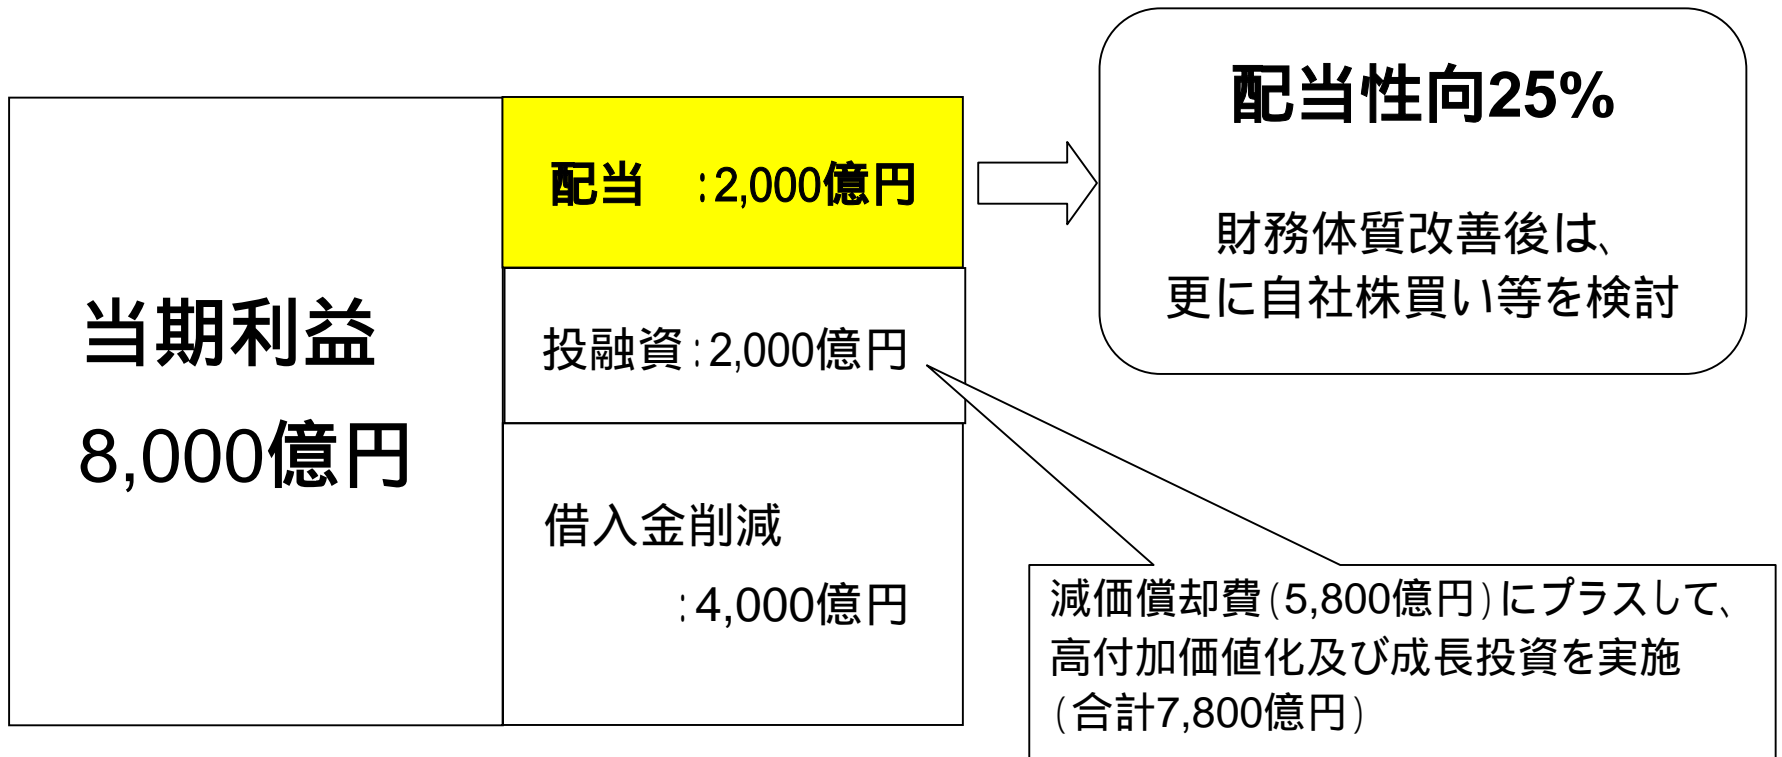 当期利益
8,000億円
配当　:2,000億円
投融資:2,000億円
借入金削減
:4,000億円
配当性向25%
財務体質改善後は、
更に自社株買い等を検討
減価償却費(5,800億円)にプラスして、
高付加価値化及び成長投資を実施
(合計7,800億円)